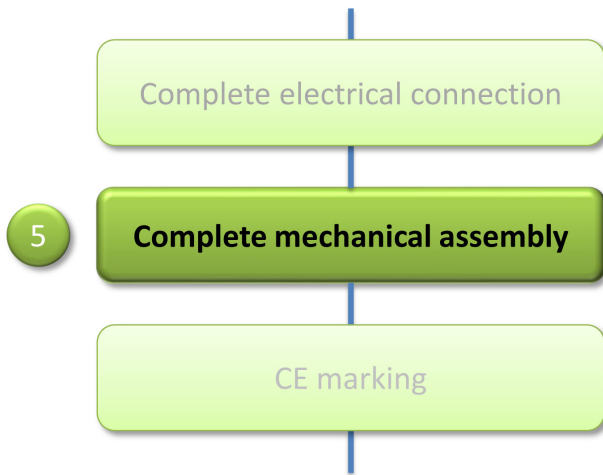 Complete electrical connection
5
Complete mechanical assembly
CE marking